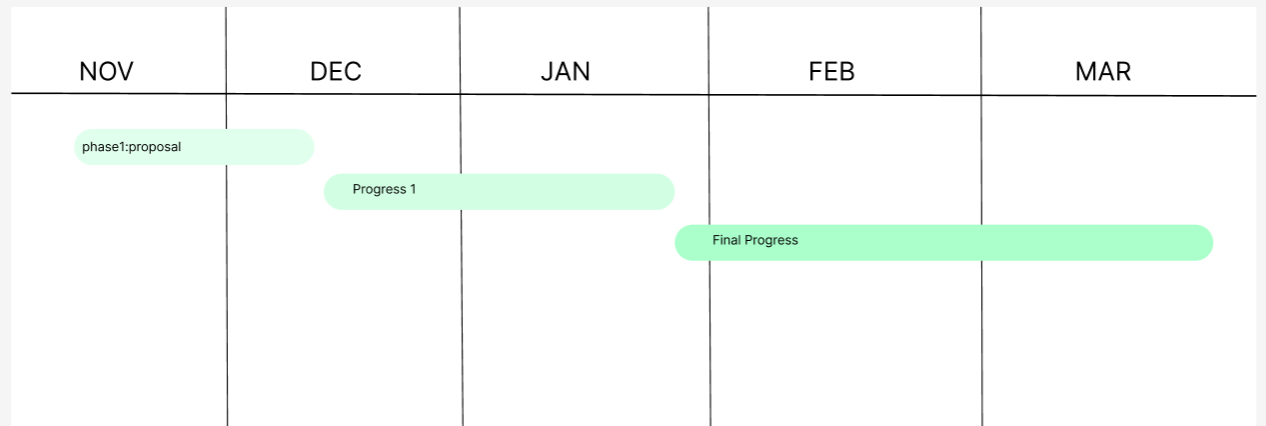 NOV DEC JAN FEB MAR
phase1:proposal
Progress 1
Final Progress